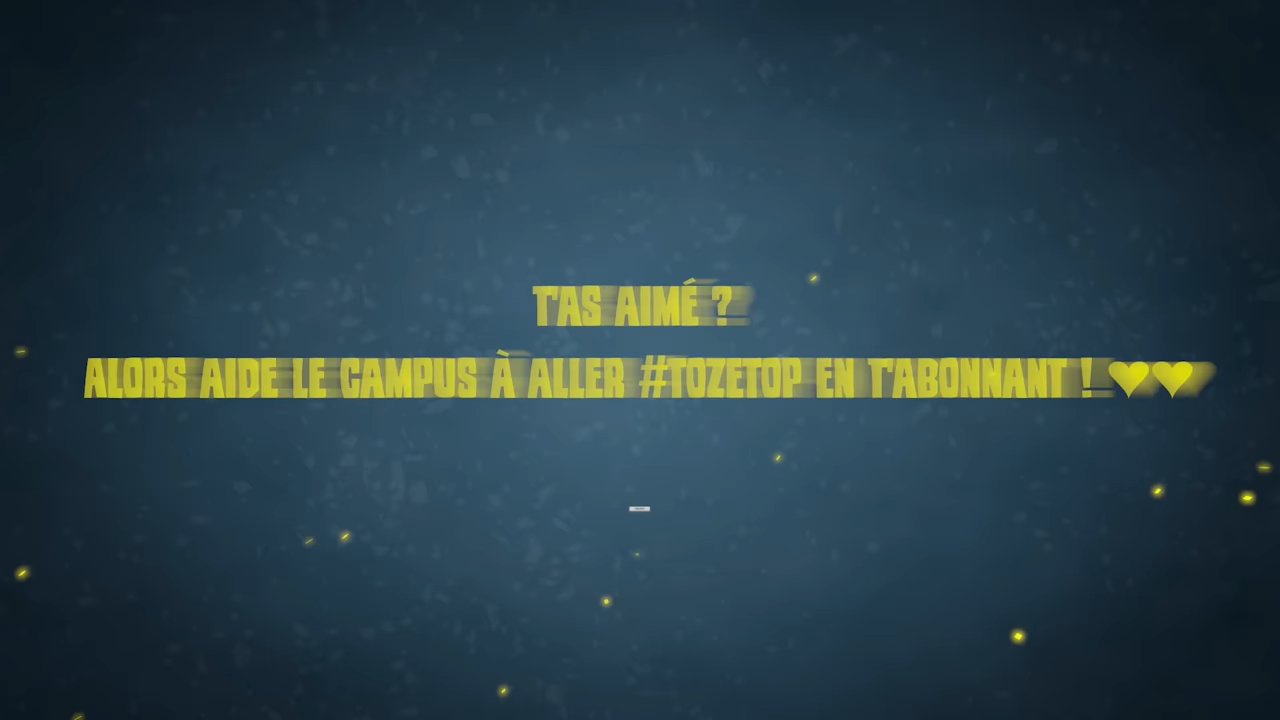 T'AS AIMÉ ?
ALORS AIDE LE CAMPUS À ALLER #TOZETOP EN T'ABONNANT ! ♥♥